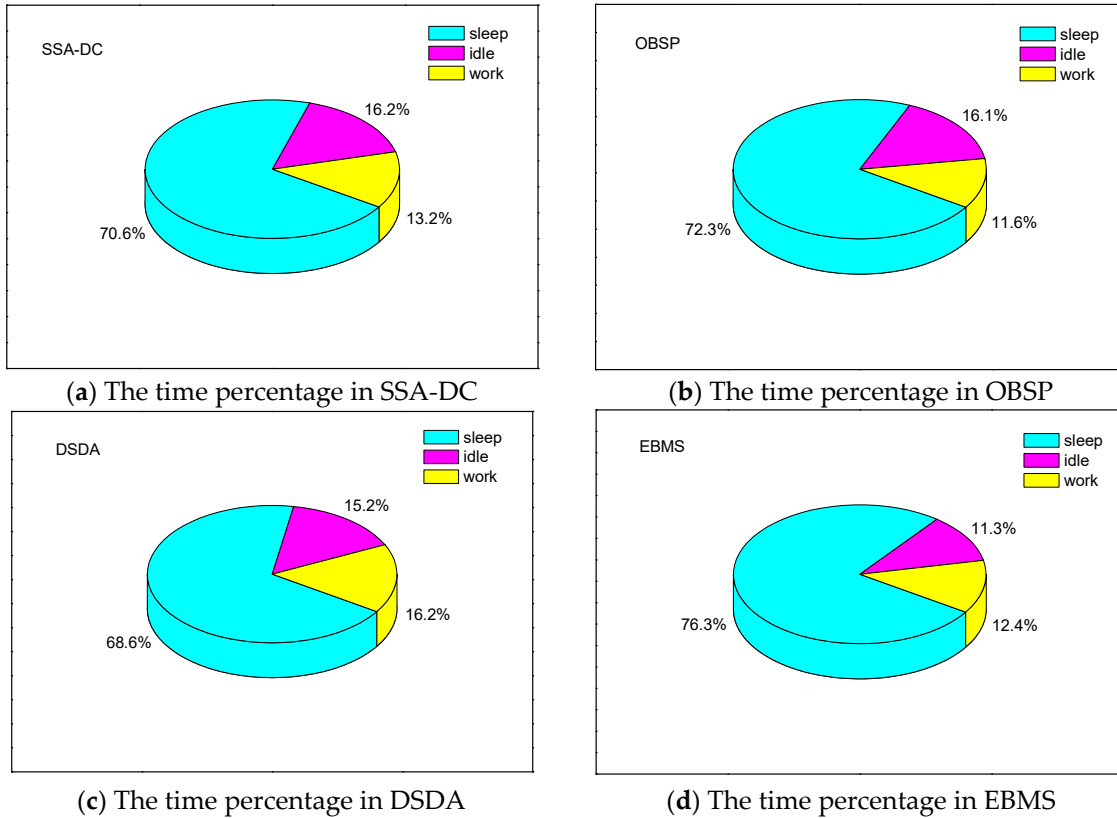 SSA-DC
sleep
idle
work
16.2%
13.2%
70.6%
(a) The time percentage in SSA-DC
OBSP
sleep
idle
work
16.1%
11.6%
72.3%
(b) The time percentage in OBSP
DSDA
sleep
idle
work
15.2%
16.2%
68.6%
(c) The time percentage in DSDA
EBMS
sleep
idle
work
11.3%
12.4%
76.3%
(d) The time percentage in EBMS